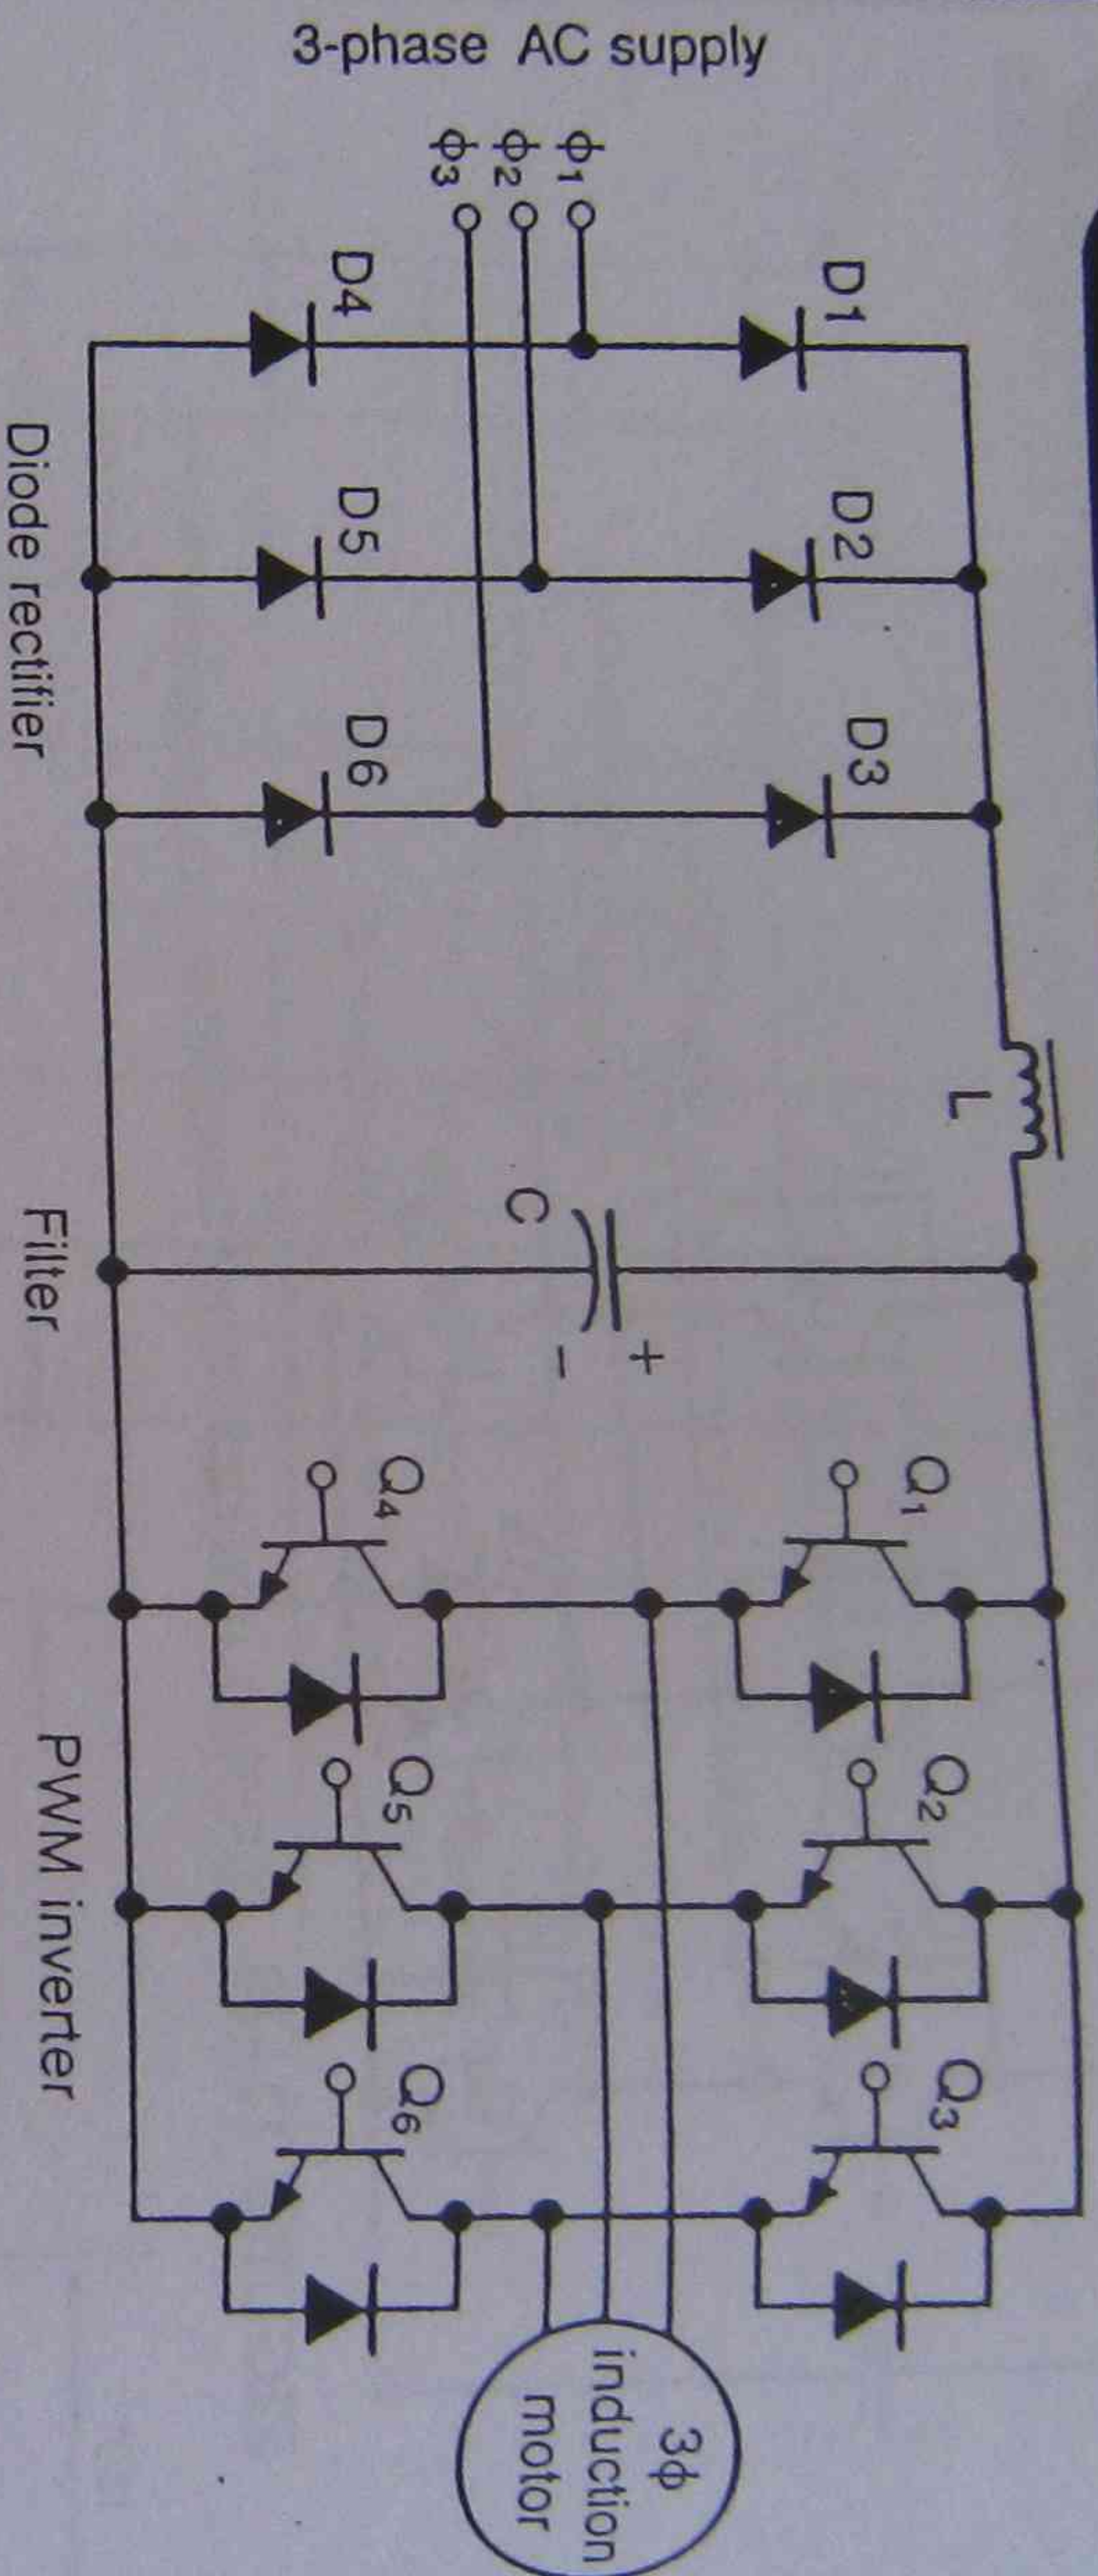 3-phase AC supply
ϕ1
ϕ2
ϕ3
D1
D2
D3
D4
D5
D6
L
C
+
−
Q1
Q2
Q3
Q4
Q5
Q6
3ϕ
induction
motor
Diode rectifier
Filter
PWM inverter